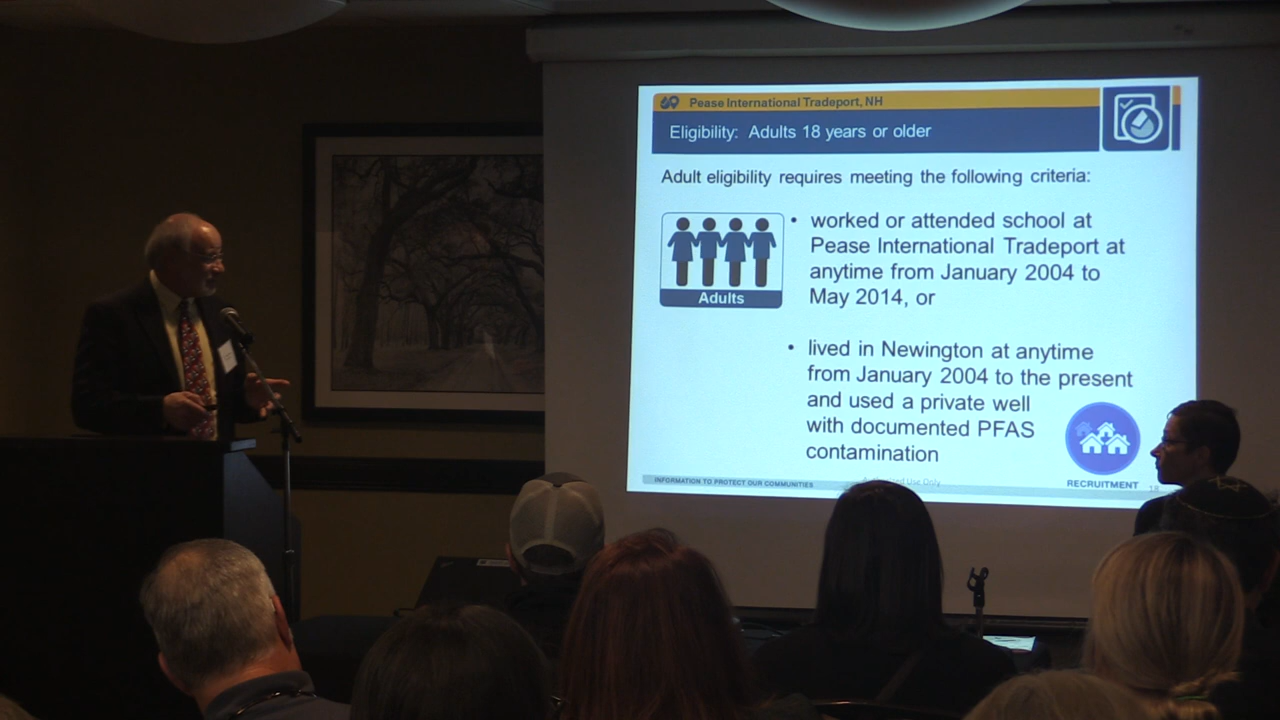 Pease International Tradeport, NH
Eligibility: Adults 18 years or older
Adult eligibility requires meeting the following criteria:
• worked or attended school at
Pease International Tradeport at
anytime from January 2004 to
May 2014, or
Adults
• lived in Newington at anytime
from January 2004 to the present
and used a private well
with documented PFAS
contamination
RECRUITMENT
INFORMATION TO PROTECT OUR COMMUNITIES
Use Only
18